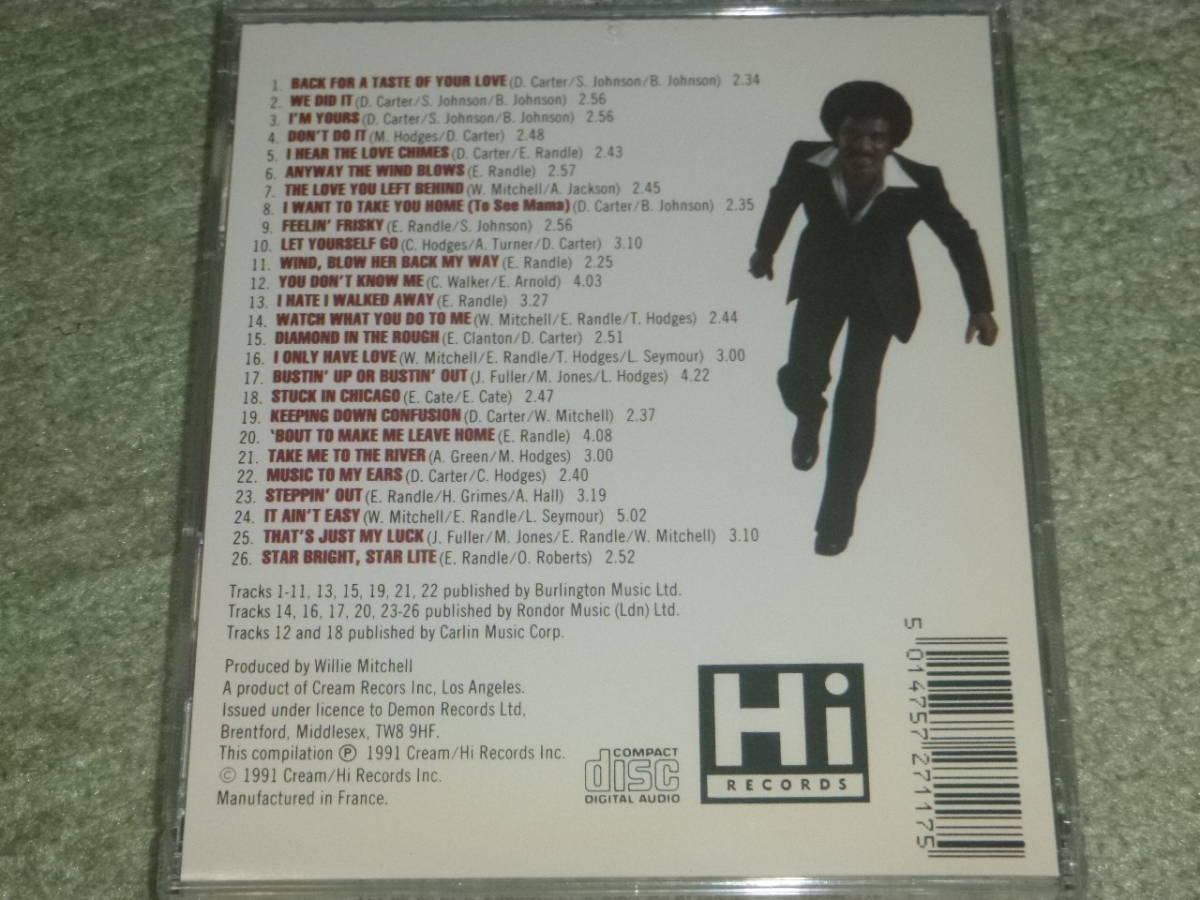 1. BACK FOR A TASTE OF YOUR LOVE (D. Carter/S. Johnson/B. Johnson) 2.34
2. WE DID IT (D. Carter/S. Johnson/B. Johnson) 2.56
3. I'M YOURS (D. Carter/S. Johnson/B. Johnson) 2.56
4. DON'T DO IT (M. Hodges/D. Carter) 2.48
5. I HEAR THE LOVE CHIMES (D. Carter/E. Randle) 2.43
6. ANYWAY THE WIND BLOWS (E. Randle) 2.57
7. THE LOVE YOU LEFT BEHIND (W. Mitchell/A. Jackson) 2.45
8. I WANT TO TAKE YOU HOME (To See Mama) (D. Carter/B. Johnson) 2.35
9. FEELIN' FRISKY (E. Randle/S. Johnson) 2.56
10. LET YOURSELF GO (C. Hodges/A. Turner/D. Carter) 3.10
11. WIND, BLOW HER BACK MY WAY (E. Randle) 2.25
12. YOU DON'T KNOW ME (C. Walker/E. Arnold) 4.03
13. I HATE I WALKED AWAY (E. Randle) 3.27
14. WATCH WHAT YOU DO TO ME (W. Mitchell/E. Randle/T. Hodges) 2.44
15. DIAMOND IN THE ROUGH (E. Clanton/D. Carter) 2.51
16. I ONLY HAVE LOVE (W. Mitchell/E. Randle/T. Hodges/L. Seymour) 3.00
17. BUSTIN' UP OR BUSTIN' OUT (J. Fuller/M. Jones/L. Hodges) 4.22
18. STUCK IN CHICAGO (E. Cate/E. Cate) 2.47
19. KEEPING DOWN CONFUSION (D. Carter/W. Mitchell) 2.37
20. 'BOUT TO MAKE ME LEAVE HOME (E. Randle) 4.08
21. TAKE ME TO THE RIVER (A. Green/M. Hodges) 3.00
22. MUSIC TO MY EARS (D. Carter/C. Hodges) 2.40
23. STEPPIN' OUT (E. Randle/H. Grimes/A. Hall) 3.19
24. IT AIN'T EASY (W. Mitchell/E. Randle/L. Seymour) 5.02
25. THAT'S JUST MY LUCK (J. Fuller/M. Jones/E. Randle/W. Mitchell) 3.10
26. STAR BRIGHT, STAR LITE (E. Randle/O. Roberts) 2.52
Tracks 1-11, 13, 15, 19, 21, 22 published by Burlington Music Ltd.
Tracks 14, 16, 17, 20, 23-26 published by Rondor Music (Ldn) Ltd.
Tracks 12 and 18 published by Carlin Music Corp.
Produced by Willie Mitchell
A product of Cream Recors Inc, Los Angeles.
Issued under licence to Demon Records Ltd,
Brentford, Middlesex, TW8 9HF.
This compilation ℗ 1991 Cream/Hi Records Inc.
© 1991 Cream/Hi Records Inc.
Manufactured in France.
COMPACT
disc
DIGITAL AUDIO
Hi
RECORDS
5 014757 271175